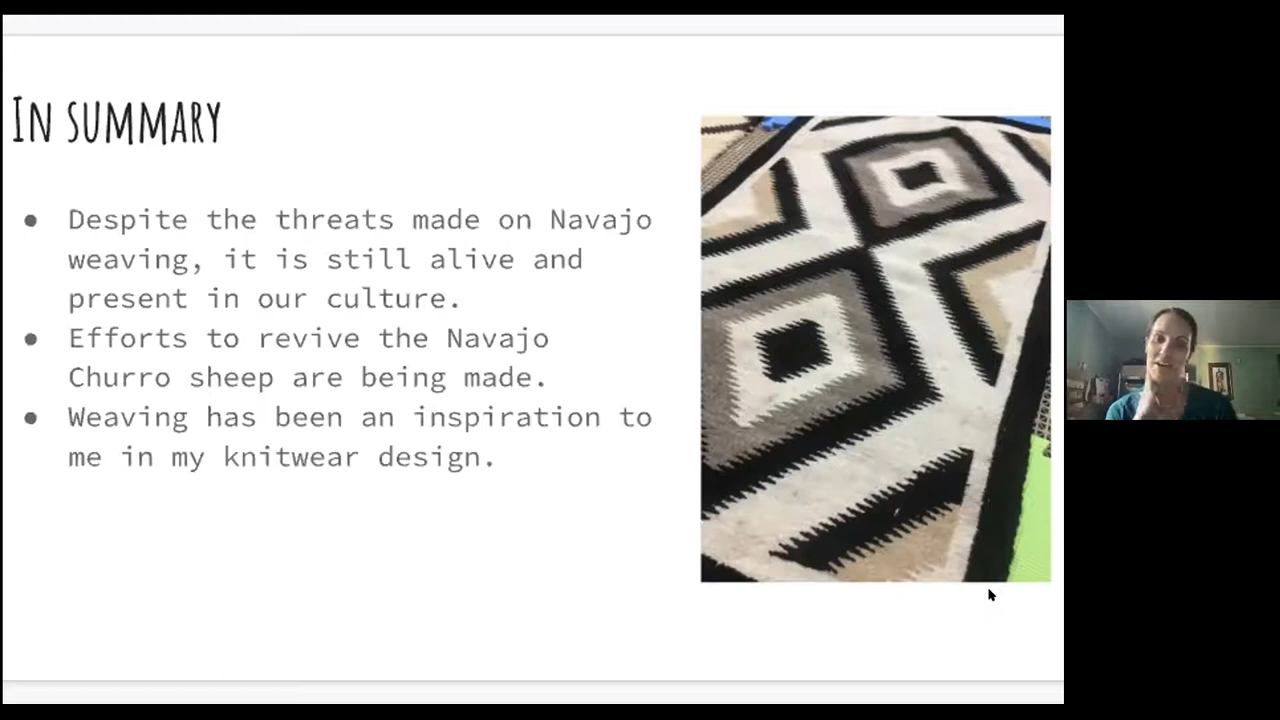 In summary
● Despite the threats made on Navajo
weaving, it is still alive and
present in our culture.
● Efforts to revive the Navajo
Churro sheep are being made.
● Weaving has been an inspiration to
me in my knitwear design.